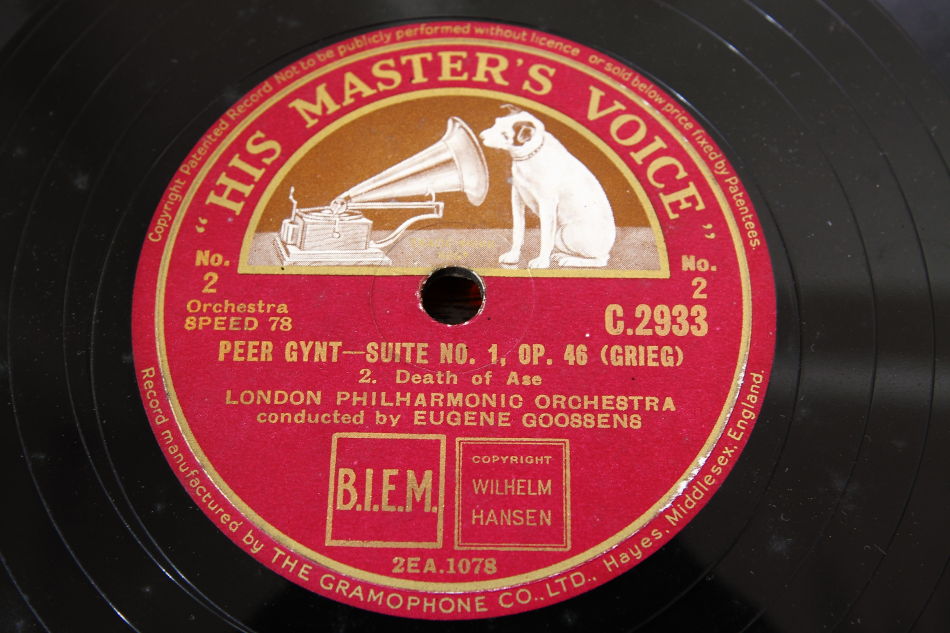 Copyright Patented Record Not to be publicly performed without licence or sold below price fixed by Patentees.
"HIS MASTER'S VOICE"
No. 2
No. 2
Orchestra
SPEED 78
C.2933
PEER GYNT—SUITE NO. 1, OP. 46 (GRIEG)
2. Death of Ase
LONDON PHILHARMONIC ORCHESTRA
conducted by EUGENE GOOSSENS
B.I.E.M.
COPYRIGHT
WILHELM
HANSEN
2EA.1078
Record manufactured by THE GRAMOPHONE CO., LTD., Hayes, Middlesex, England.